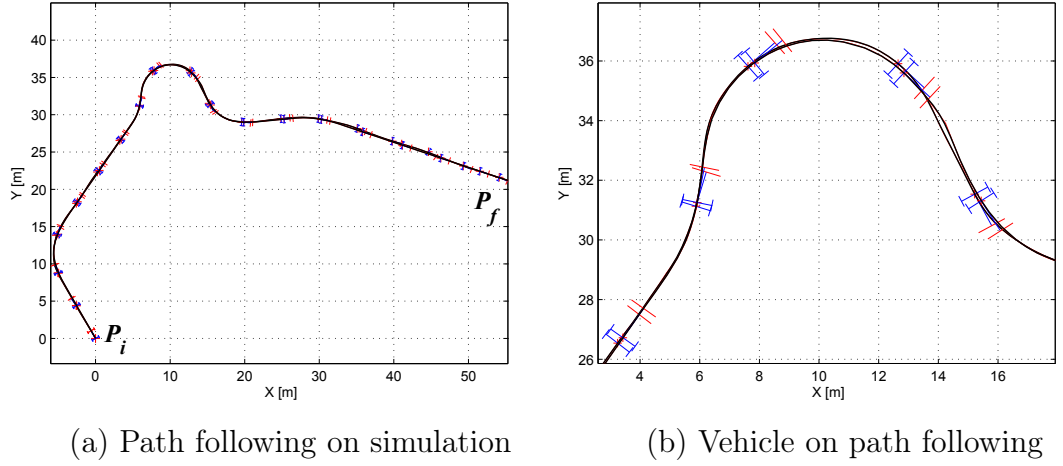 40
35
30
25
20
15
10
5
0
Y [m]
P_i
P_f
0 10 20 30 40 50
X [m]
(a) Path following on simulation
36
34
32
30
28
26
Y [m]
4 6 8 10 12 14 16
X [m]
(b) Vehicle on path following